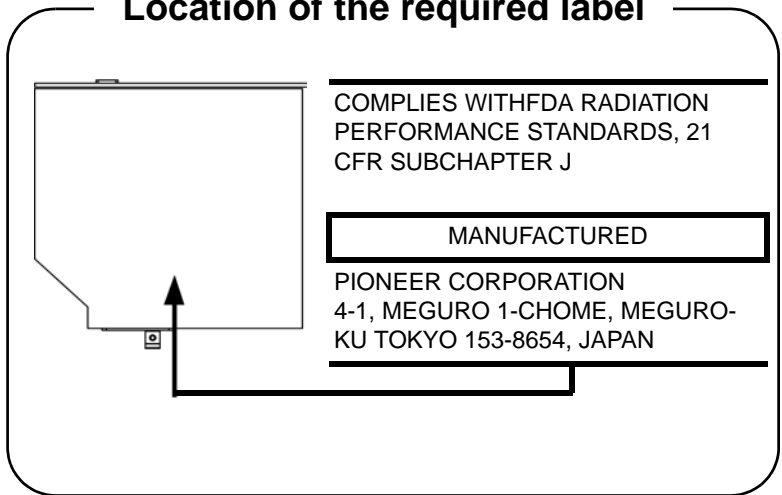 Location of the required label
COMPLIES WITHFDA RADIATION
PERFORMANCE STANDARDS, 21
CFR SUBCHAPTER J
MANUFACTURED
PIONEER CORPORATION
4-1, MEGURO 1-CHOME, MEGURO-
KU TOKYO 153-8654, JAPAN